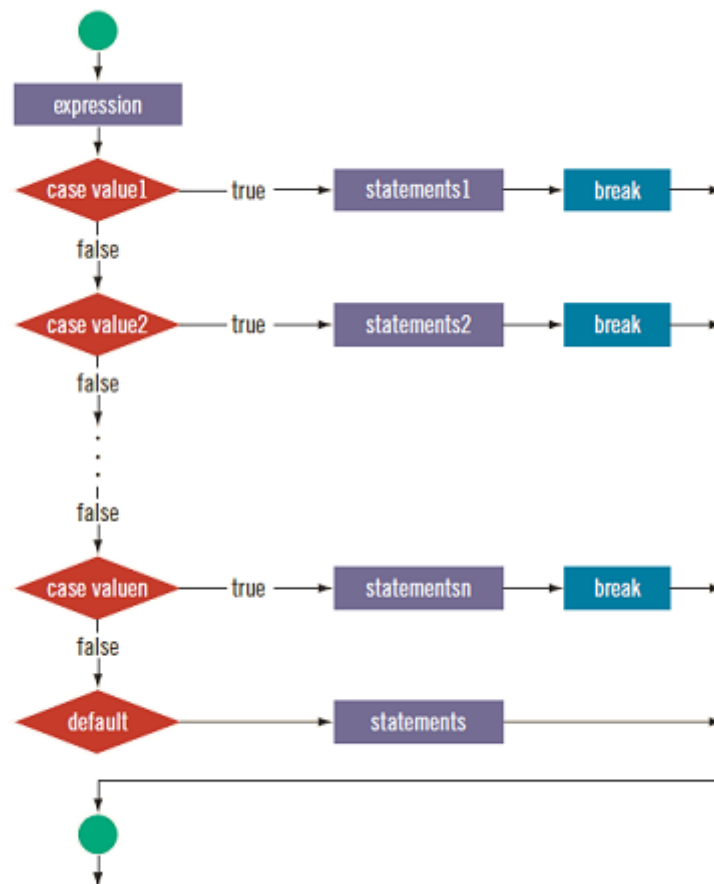 expression
case value1 true statements1 break
false
case value2 true statements2 break
false
false
case valuen true statementsn break
false
default statements